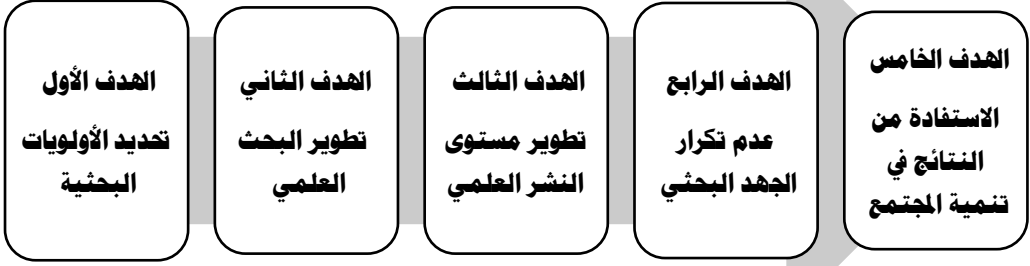 الهدف الأول
تحديد الأولويات
البحثية
الهدف الثاني
تطوير البحث
العلمي
الهدف الثالث
تطوير مستوى
النشر العلمي
الهدف الرابع
عدم تكرار
الجهد البحثي
الهدف الخامس
الاستفادة من
النتائج في
تنمية المجتمع